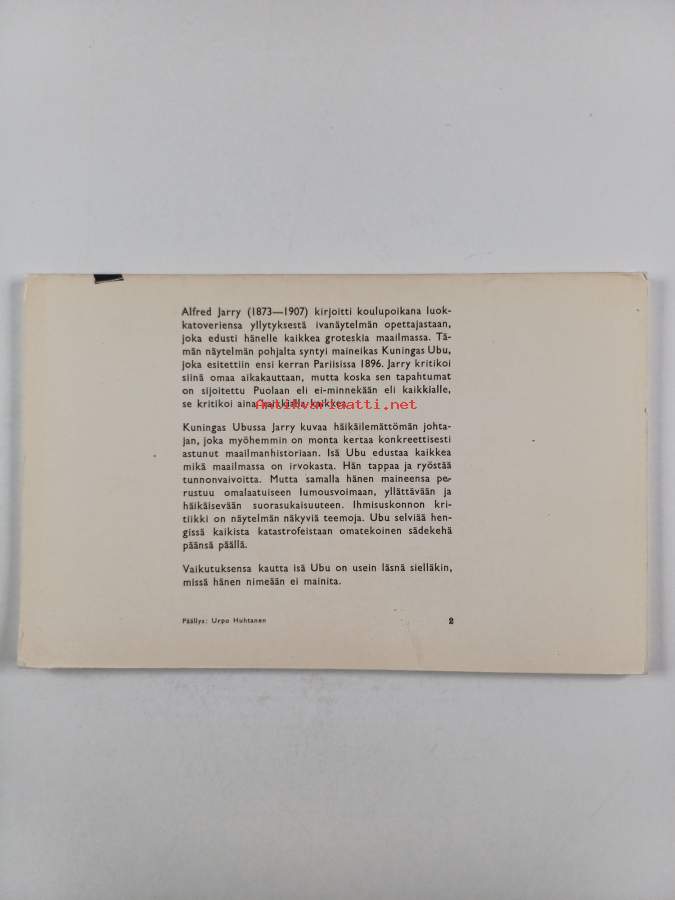 Alfred Jarry (1873—1907) kirjoitti koulupoikana luok-
katoveriensa yllytyksestä ivanäytelmän opettajastaan,
joka edusti hänelle kaikkea groteskia maailmassa. Tä-
män näytelmän pohjalta syntyi maineikas Kuningas Ubu,
joka esitettiin ensi kerran Pariisissa 1896. Jarry kritikoi
siinä omaa aikakauttaan, mutta koska sen tapahtumat
on sijoitettu Puolaan eli ei-minnekään eli kaikkialle,
se kritikoi aina kaikkialla kaikkea.
Antikvariaatti.net
Kuningas Ubussa Jarry kuvaa häikäilemättömän johta-
jan, joka myöhemmin on monta kertaa konkreettisesti
astunut maailmanhistoriaan. Isä Ubu edustaa kaikkea
mikä maailmassa on irvokasta. Hän tappaa ja ryöstää
tunnonvaivoitta. Mutta samalla hänen maineensa pe-
rustuu omalaatuiseen lumousvoimaan, yllättävään ja
häikäisevään suorasukaisuuteen. Ihmisuskonnon kri-
tiikki on näytelmän näkyviä teemoja. Ubu selviää hen-
gissä kaikista katastrofeistaan omatekoinen sädekehä
päänsä päällä.
Vaikutuksensa kautta isä Ubu on usein läsnä sielläkin,
missä hänen nimeään ei mainita.
Päällys: Urpo Huhtanen
2